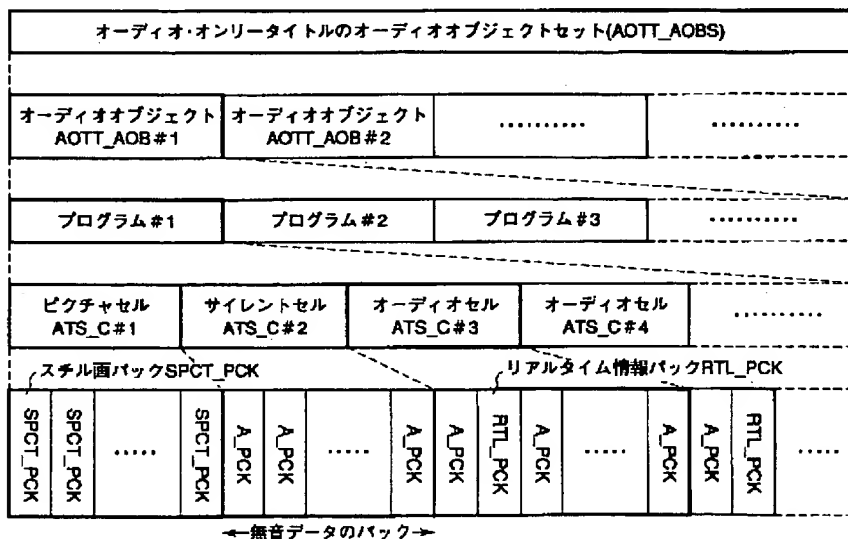 オーディオ・オンリータイトルのオーディオオブジェクトセット(AOTT_AOBS)
オーディオオブジェクト オーディオオブジェクト
AOTT_AOB#1 AOTT_AOB#2 ·········· ··········
プログラム#1 プログラム#2 プログラム#3 ··········
ピクチャセル サイレントセル オーディオセル オーディオセル
ATS_C#1 ATS_C#2 ATS_C#3 ATS_C#4 ··········
スチル画パックSPCT_PCK リアルタイム情報パックRTL_PCK
SPCT_PCK SPCT_PCK ····· SPCT_PCK A_PCK A_PCK ····· A_PCK A_PCK RTL_PCK A_PCK ····· A_PCK A_PCK RTL_PCK ·····
無音データのパック